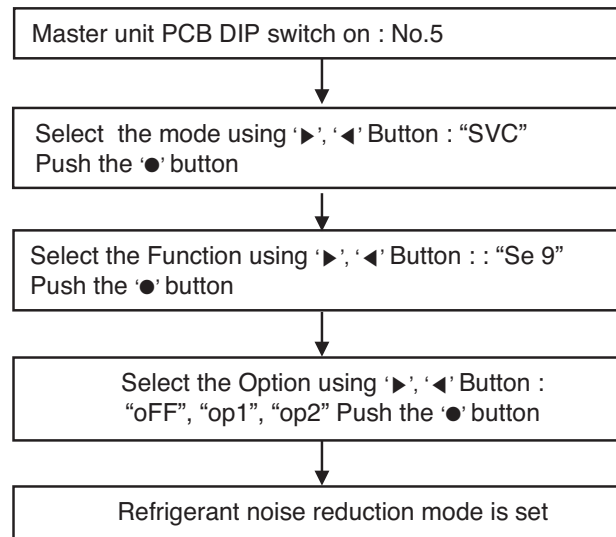 Master unit PCB DIP switch on : No.5
Select the mode using ‘▶’, ‘◀’ Button : “SVC”
Push the ‘●’ button
Select the Function using ‘▶’, ‘◀’ Button : : “Se 9”
Push the ‘●’ button
Select the Option using ‘▶’, ‘◀’ Button :
“oFF”, “op1”, “op2” Push the ‘●’ button
Refrigerant noise reduction mode is set